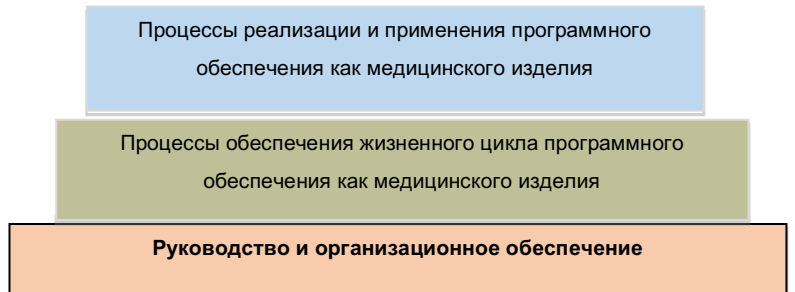 Процессы реализации и применения программного
обеспечения как медицинского изделия
Процессы обеспечения жизненного цикла программного
обеспечения как медицинского изделия
Руководство и организационное обеспечение